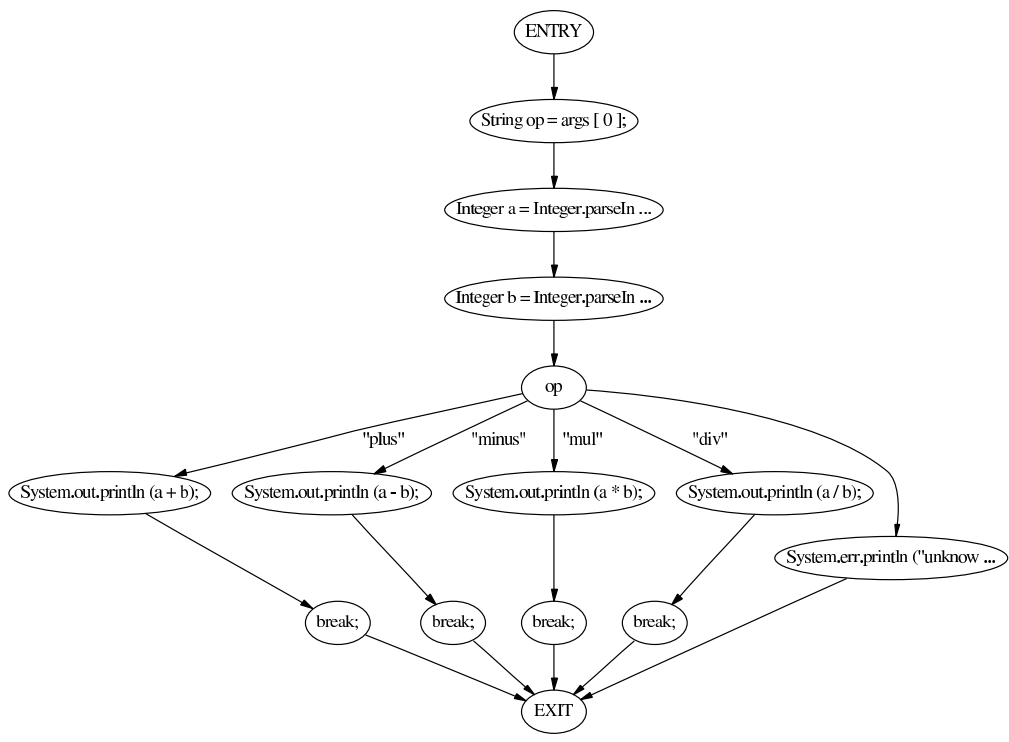 ENTRY
String op = args [ 0 ];
Integer a = Integer.parseIn ...
Integer b = Integer.parseIn ...
op
"plus"
"minus"
"mul"
"div"
System.out.println (a + b);
System.out.println (a - b);
System.out.println (a * b);
System.out.println (a / b);
System.err.println ("unknow ...
break;
break;
break;
break;
EXIT